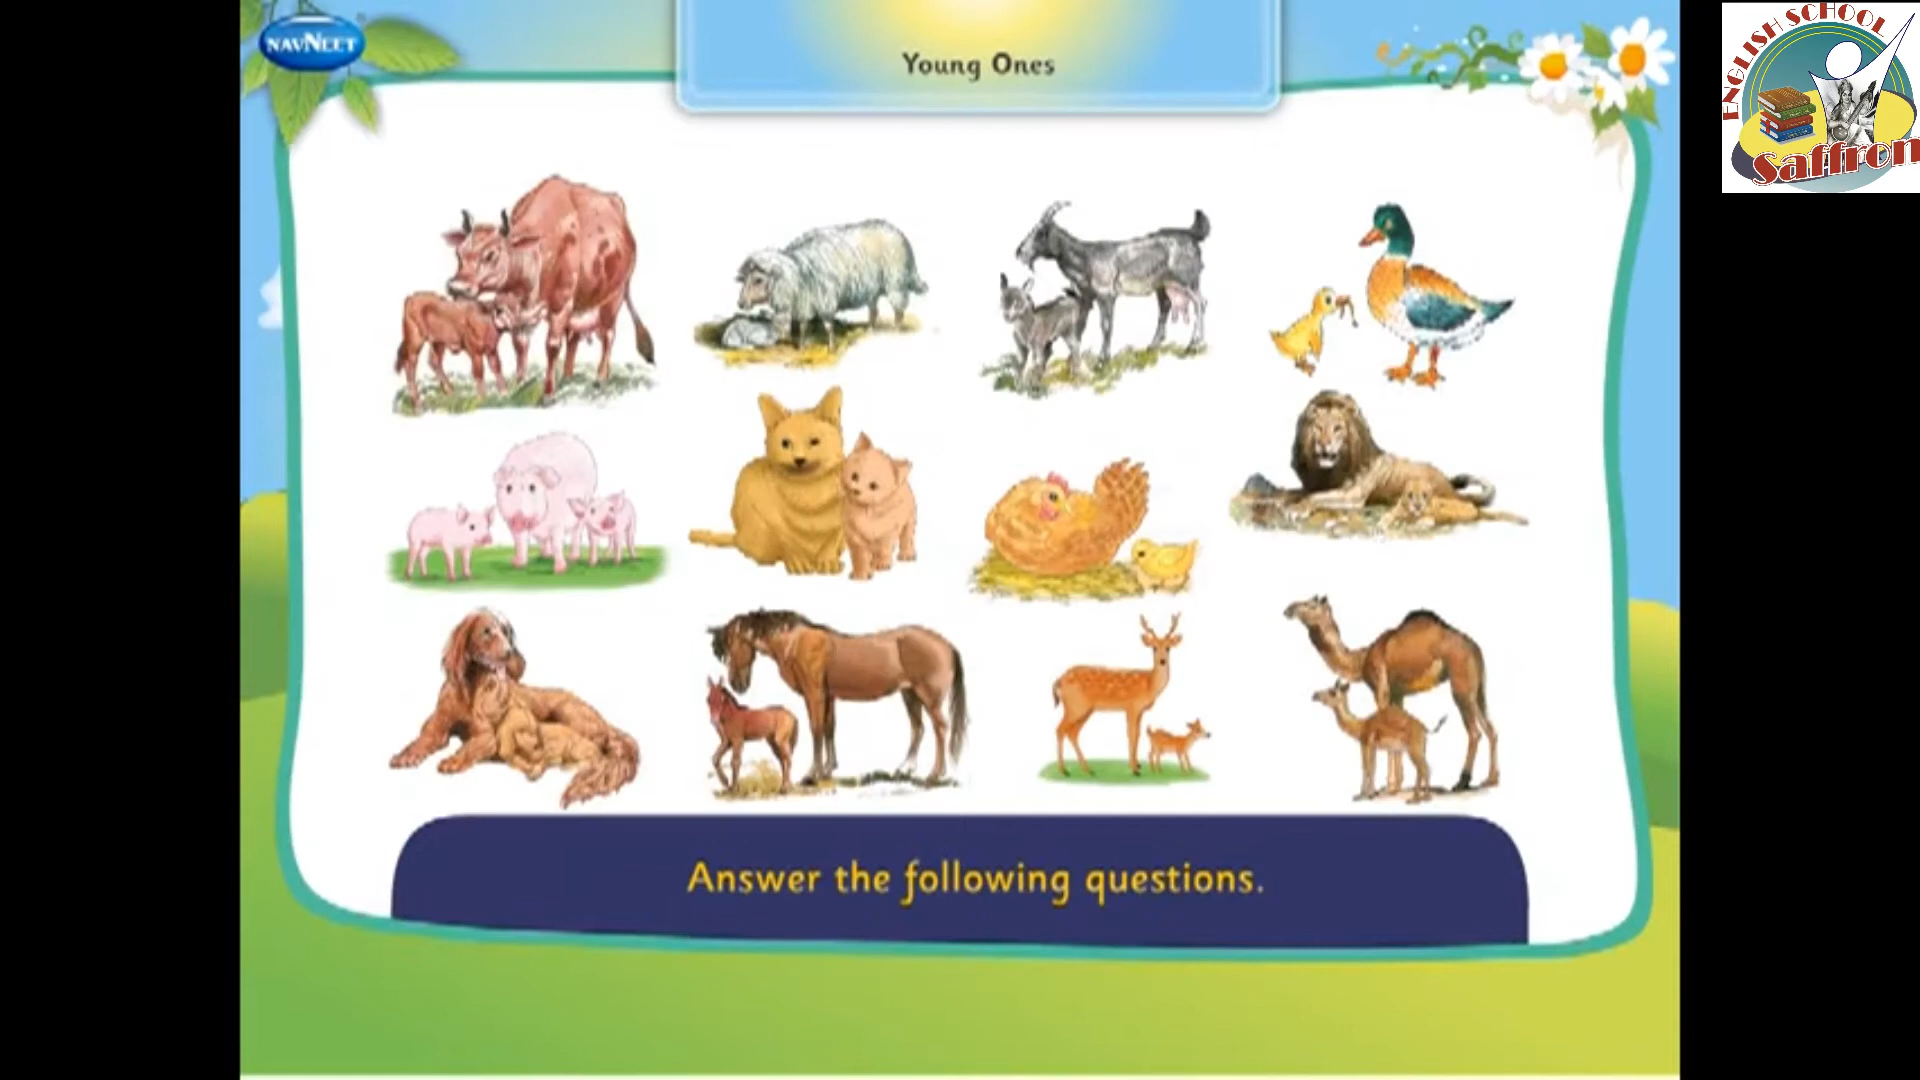 NAVNEET
Young Ones
ENGLISH SCHOOL
Saffron
Answer the following questions.